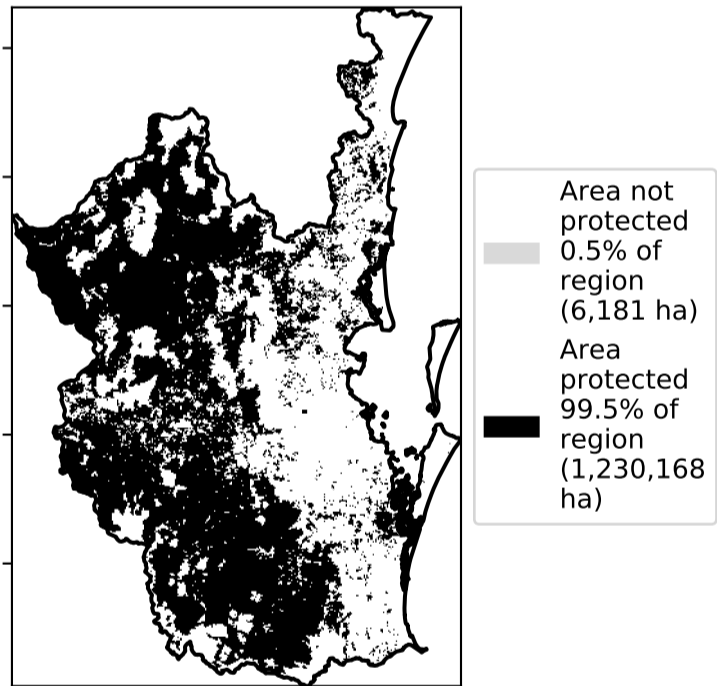 Area not
protected
0.5% of
region
(6,181 ha)
Area
protected
99.5% of
region
(1,230,168
ha)